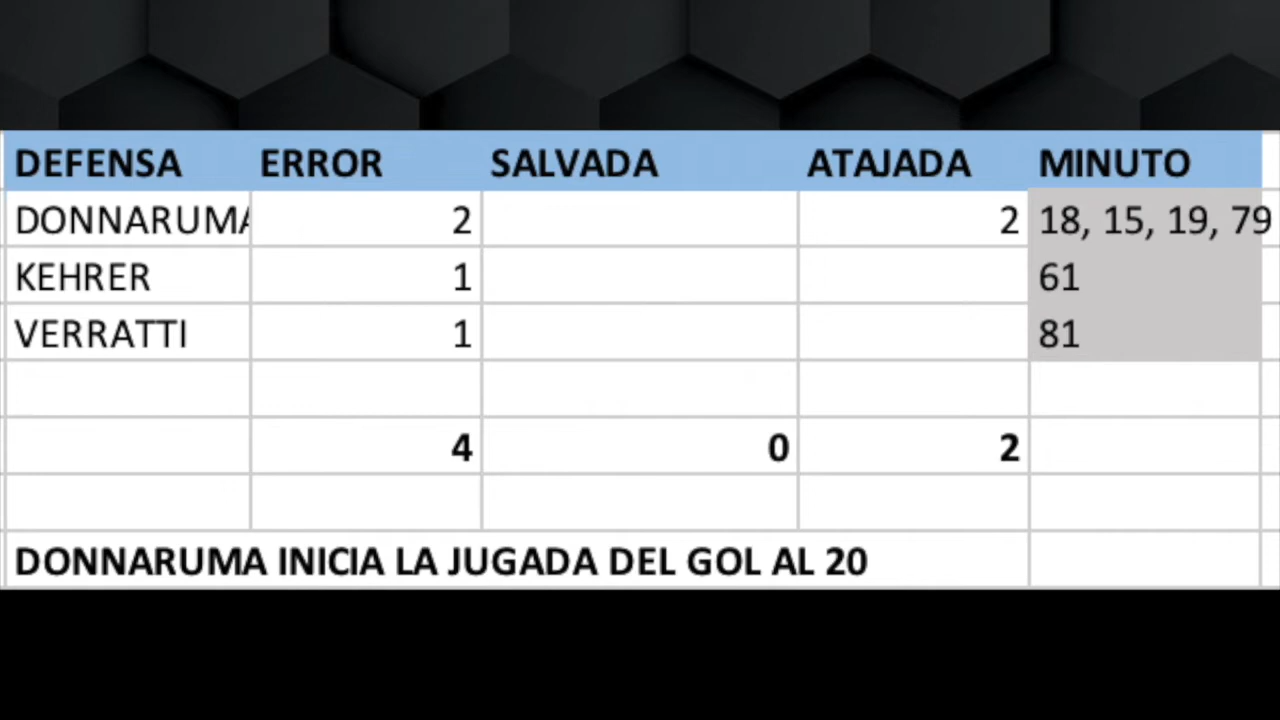 DEFENSA ERROR SALVADA ATAJADA MINUTO
DONNARUMA 2 2 18, 15, 19, 79
KEHRER 1 61
VERRATTI 1 81
4 0 2
DONNARUMA INICIA LA JUGADA DEL GOL AL 20